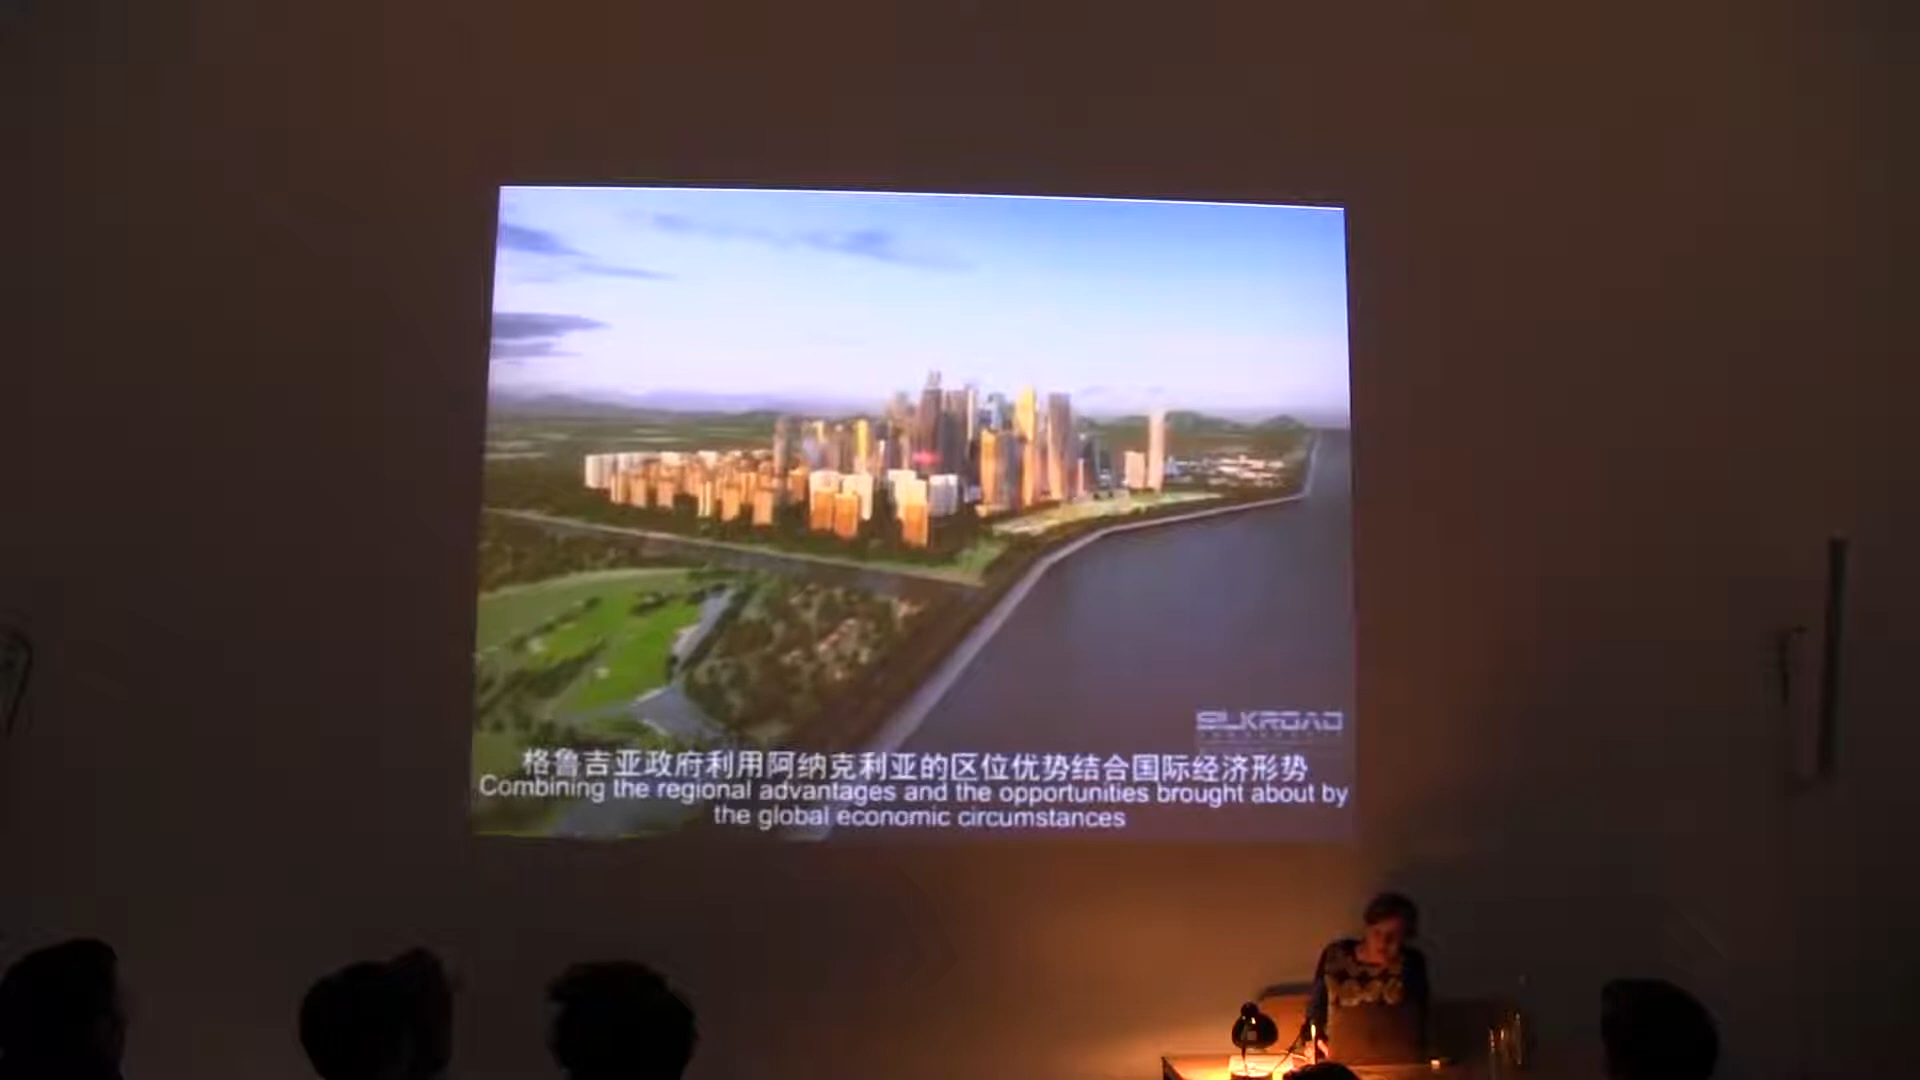 SILKROAD
格鲁吉亚政府利用阿纳克利亚的区位优势结合国际经济形势
Combining the regional advantages and the opportunities brought about by
the global economic circumstances